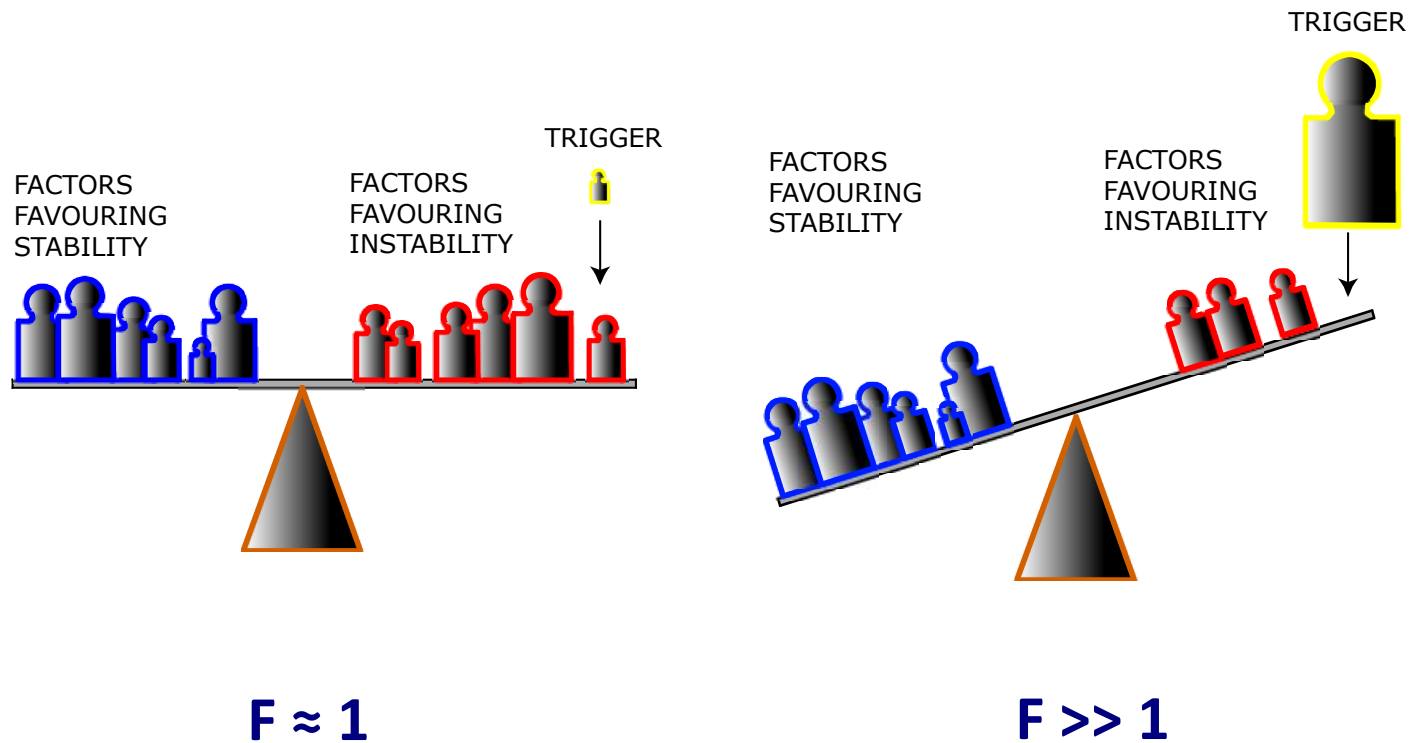 FACTORS
FAVOURING
STABILITY
FACTORS
FAVOURING
INSTABILITY
TRIGGER
F ≈ 1
FACTORS
FAVOURING
STABILITY
FACTORS
FAVOURING
INSTABILITY
TRIGGER
F >> 1